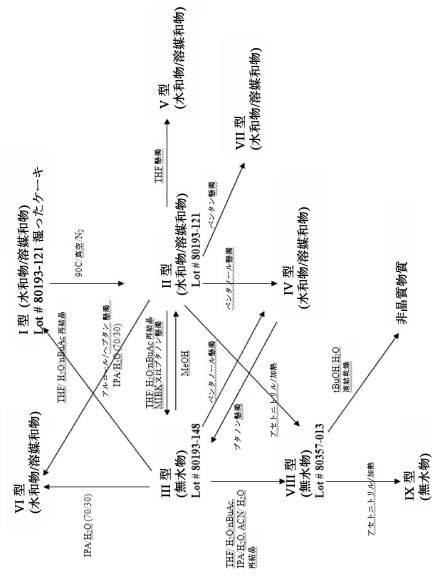 I 型 (水和物/溶媒和物)
Lot # 80193-121 湿ったケーキ
VI 型
(水和物/溶媒和物)
90C/真空/N₂
THF/ H₂O/nBuAc 再結晶
アルコール/ヘプタン 懸濁
IPA/H₂O (70/30)
IPA/H₂O (70/30)
V 型
(水和物/溶媒和物)
THF 懸濁
II 型
(水和物/溶媒和物)
Lot # 80193-121
THF/ H₂O/nBuAc 再結晶
MTBK 又はブタノン懸濁
MeOH
III 型
(無水物)
Lot # 80193-148
ペンタン懸濁
VII 型
(水和物/溶媒和物)
ペンタノール懸濁
ペンタノール懸濁
ブタノン懸濁
THF/ H₂O/nBuAc,
IPA/H₂O, ACN/ H₂O
再結晶
IV 型
(水和物/溶媒和物)
アセトニトリル/加熱
VIII 型
(無水物)
Lot # 80357-013
tBuOH/H₂O
凍結乾燥
非晶質物質
アセトニトリル/加熱
IX 型
(無水物)